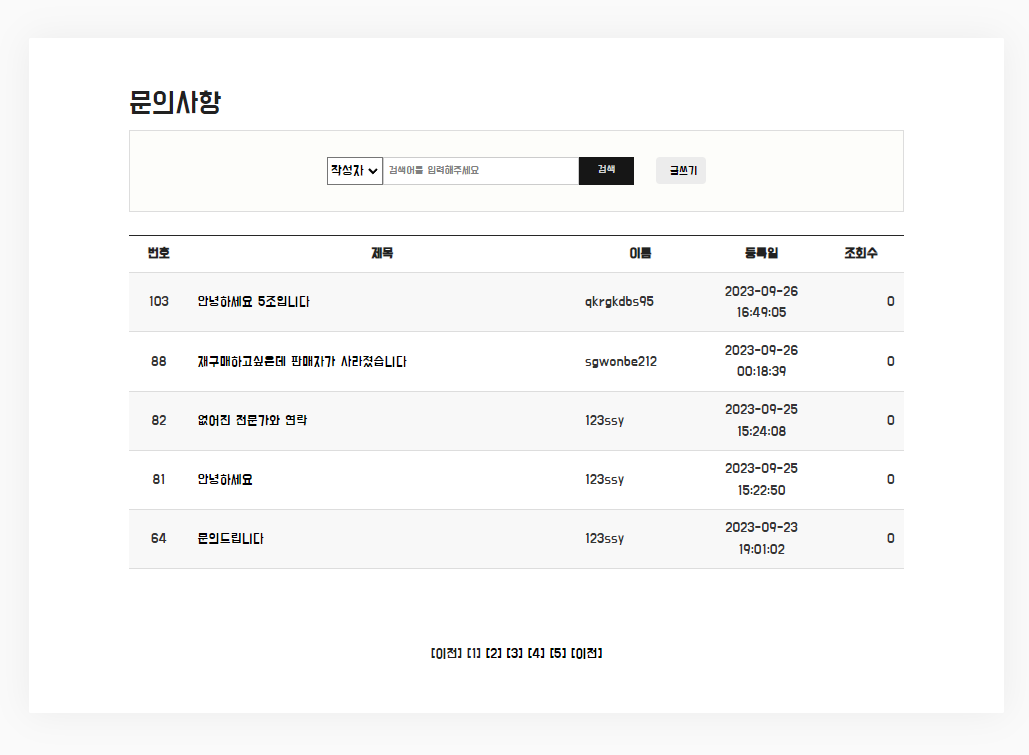 문의사항
작성자 검색어를 입력해주세요 검색 글쓰기
번호 제목 이름 등록일 조회수
103 안녕하세요 5조입니다 qkrgkdbs95 2023-09-26 16:49:05 0
88 재구매하고싶은데 판매자가 사라졌습니다 sgwonbe212 2023-09-26 00:18:39 0
82 없어진 전문가와 연락 123ssy 2023-09-25 15:24:08 0
81 안녕하세요 123ssy 2023-09-25 15:22:50 0
64 문의드립니다 123ssy 2023-09-23 19:01:02 0
[이전] [1] [2] [3] [4] [5] [이전]